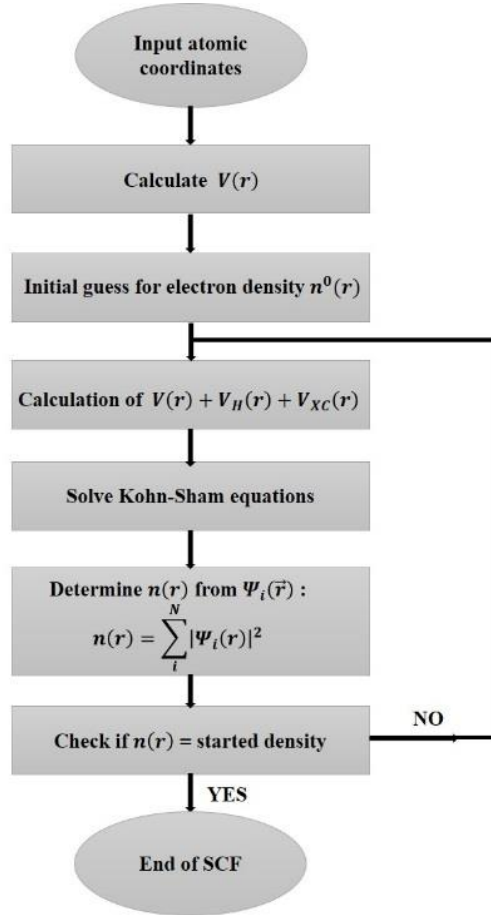 Input atomic
coordinates
Calculate V(r)
Initial guess for electron density n⁰(r)
Calculation of V(r) + V_H(r) + V_XC(r)
Solve Kohn-Sham equations
Determine n(r) from Ψ_i(r⃗) :
n(r) = ∑_i^N |Ψ_i(r)|²
Check if n(r) = started density
NO
YES
End of SCF